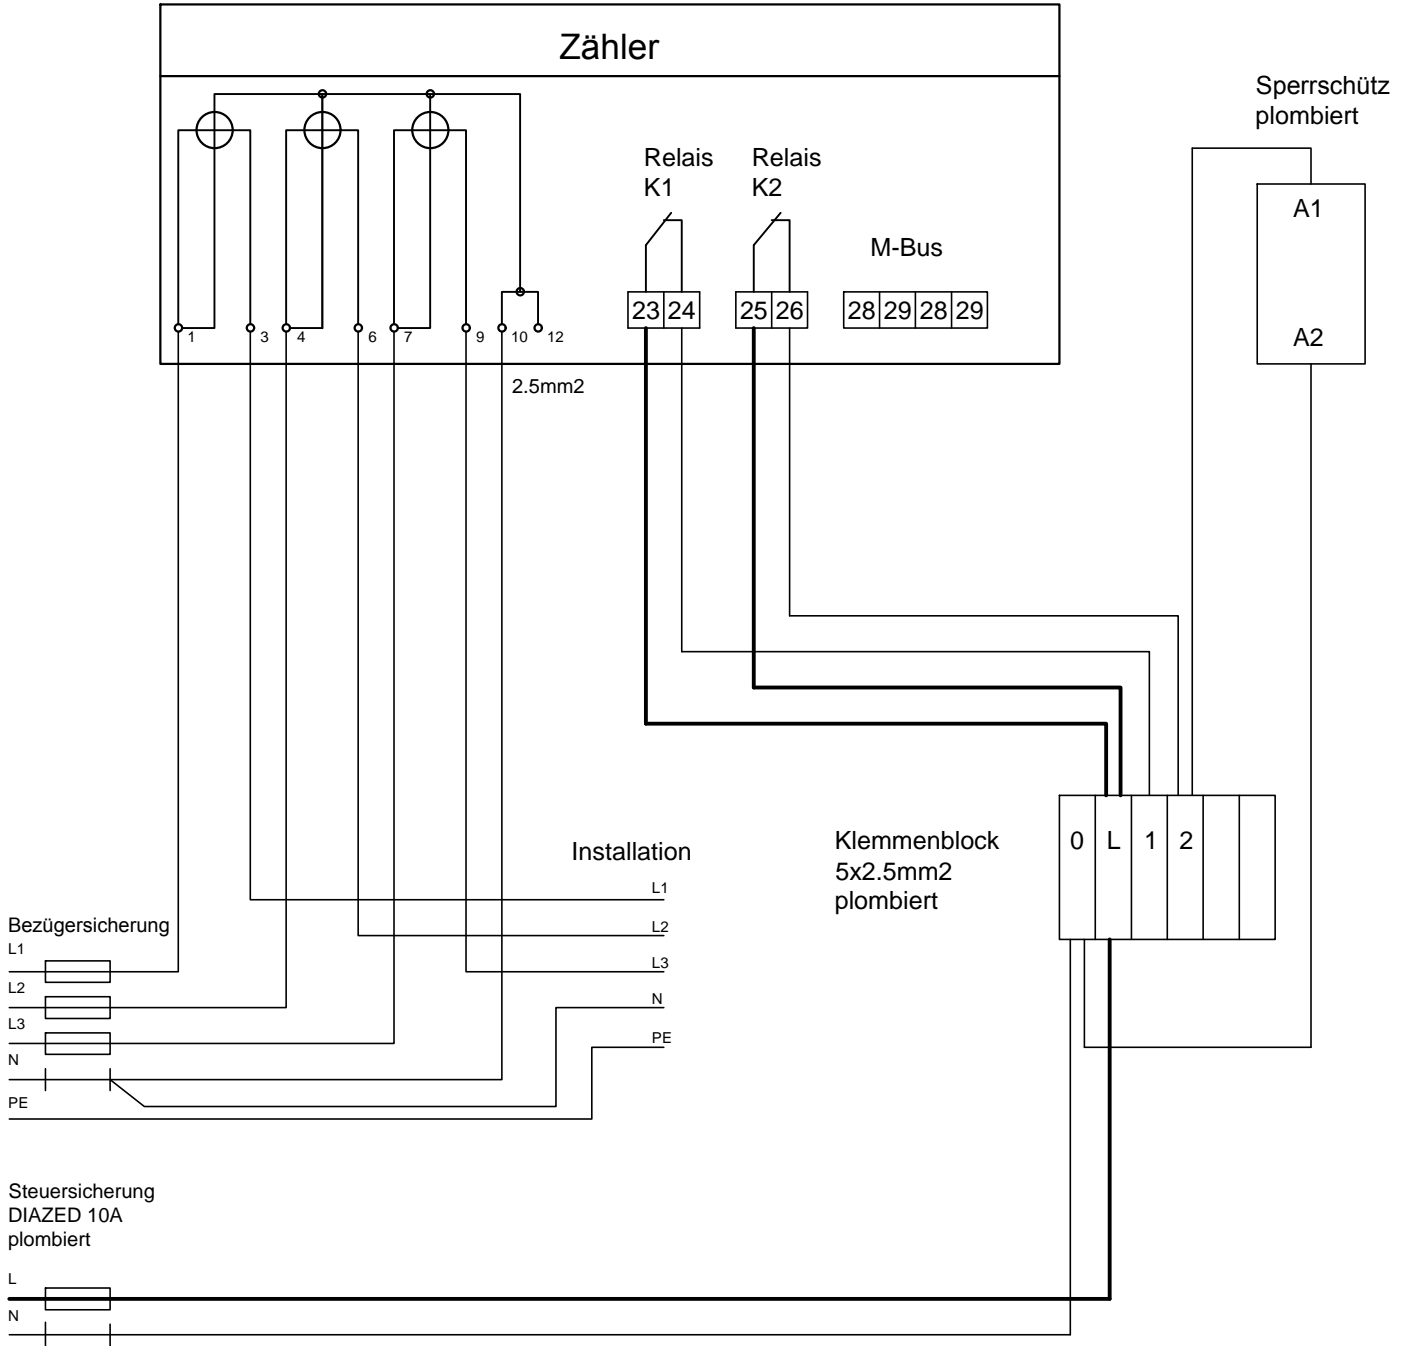 Zähler
Sperrschütz
plombiert
Relais
K1
Relais
K2
A1
M-Bus
23 24
25 26
28 29 28 29
A2
1
3
4
6
7
9
10
12
2.5mm2
Klemmenblock
5x2.5mm2
plombiert
0 L 1 2
Installation
L1
L2
L3
N
PE
Bezügersicherung
L1
L2
L3
N
PE
Steuersicherung
DIAZED 10A
plombiert
L
N